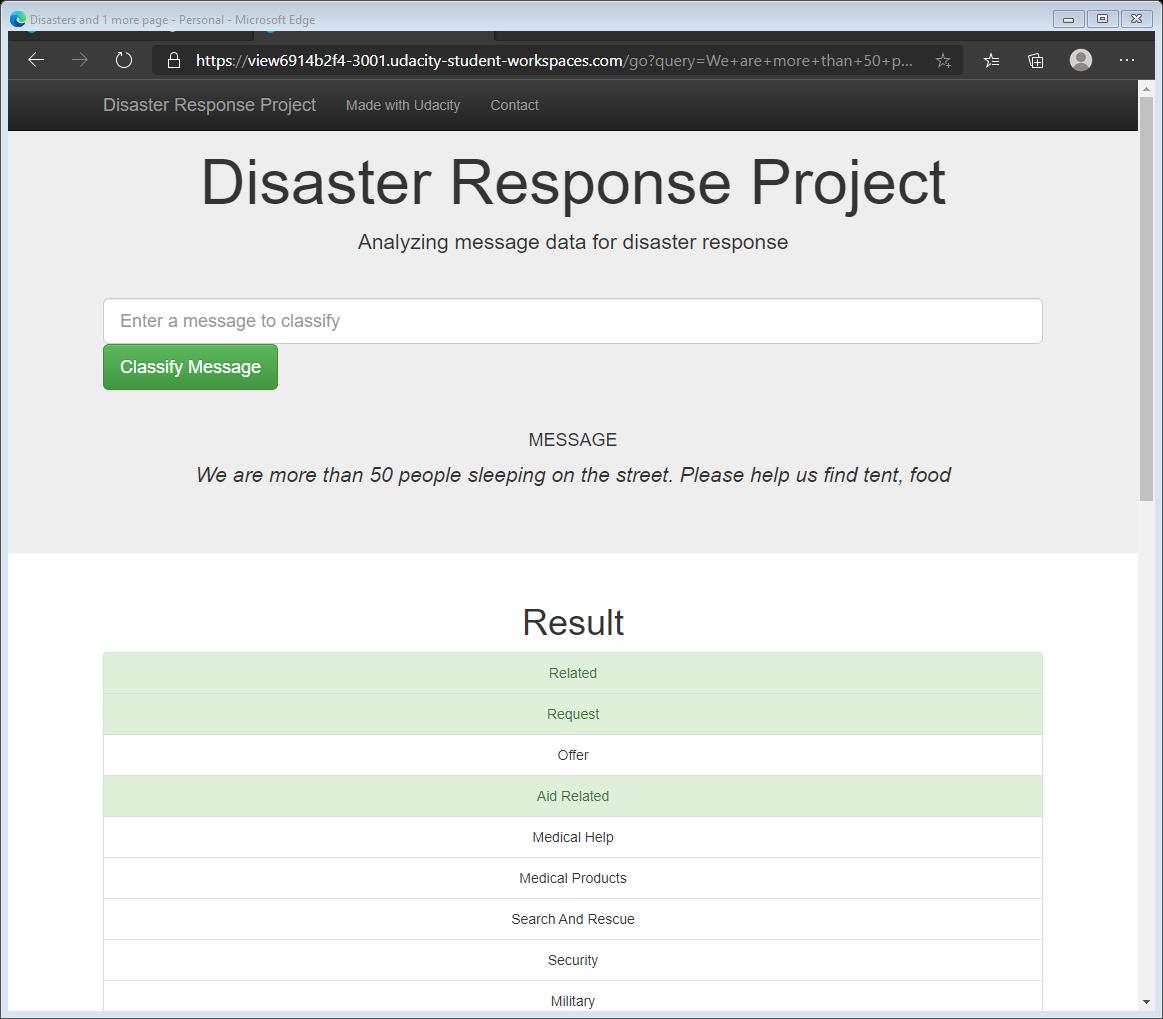 Disasters and 1 more page - Personal - Microsoft Edge
https://view6914b2f4-3001.udacity-student-workspaces.com/go?query=We+are+more+than+50+p...
Disaster Response Project Made with Udacity Contact
Disaster Response Project
Analyzing message data for disaster response
Enter a message to classify
Classify Message
MESSAGE
We are more than 50 people sleeping on the street. Please help us find tent, food
Result
Related
Request
Offer
Aid Related
Medical Help
Medical Products
Search And Rescue
Security
Military